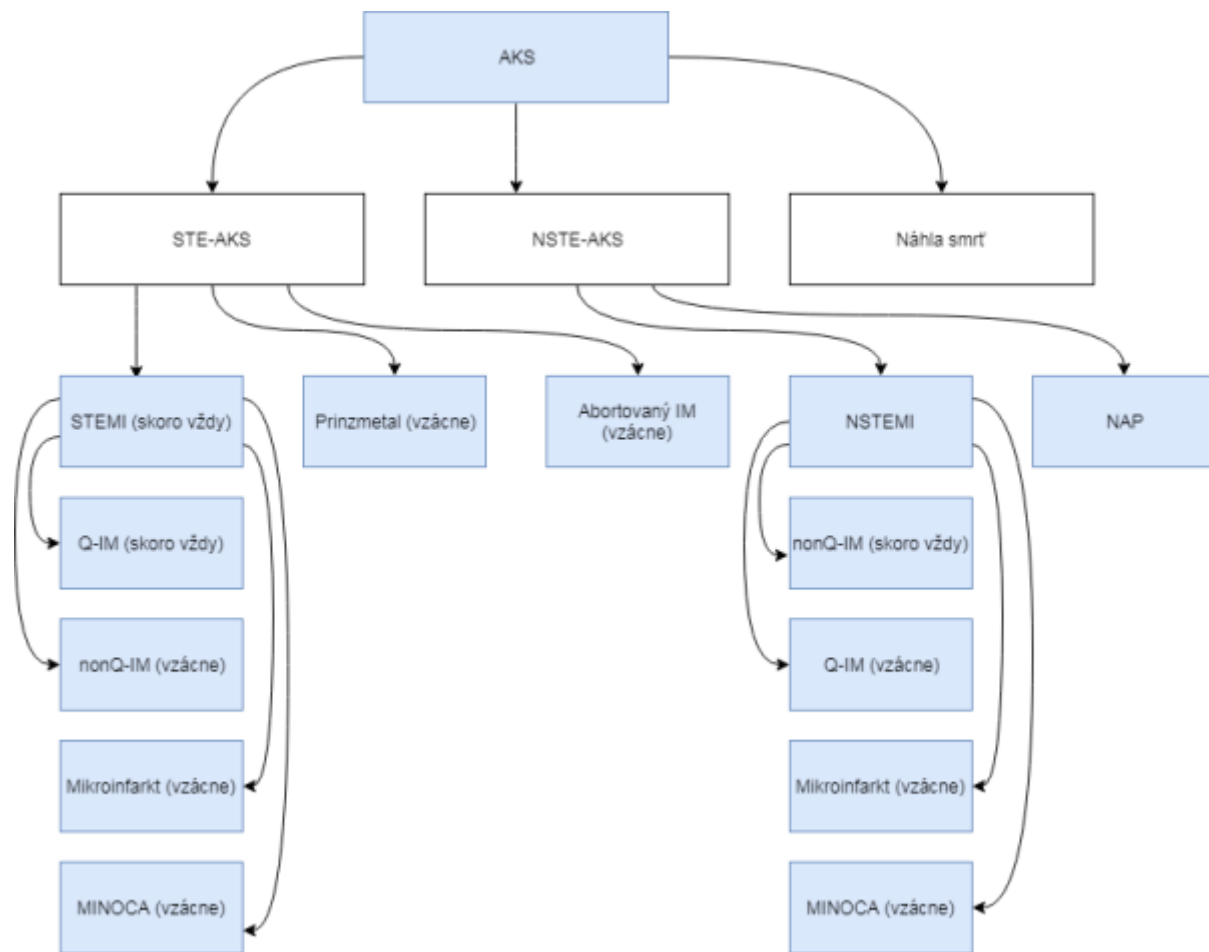 AKS
STE-AKS
NSTE-AKS
Náhla smrť
STEMI (skoro vždy)
Prinzmetal (vzácne)
Abortovaný IM
(vzácne)
NSTEMI
NAP
Q-IM (skoro vždy)
nonQ-IM (skoro vždy)
nonQ-IM (vzácne)
Q-IM (vzácne)
Mikroinfarkt (vzácne)
Mikroinfarkt (vzácne)
MINOCA (vzácne)
MINOCA (vzácne)